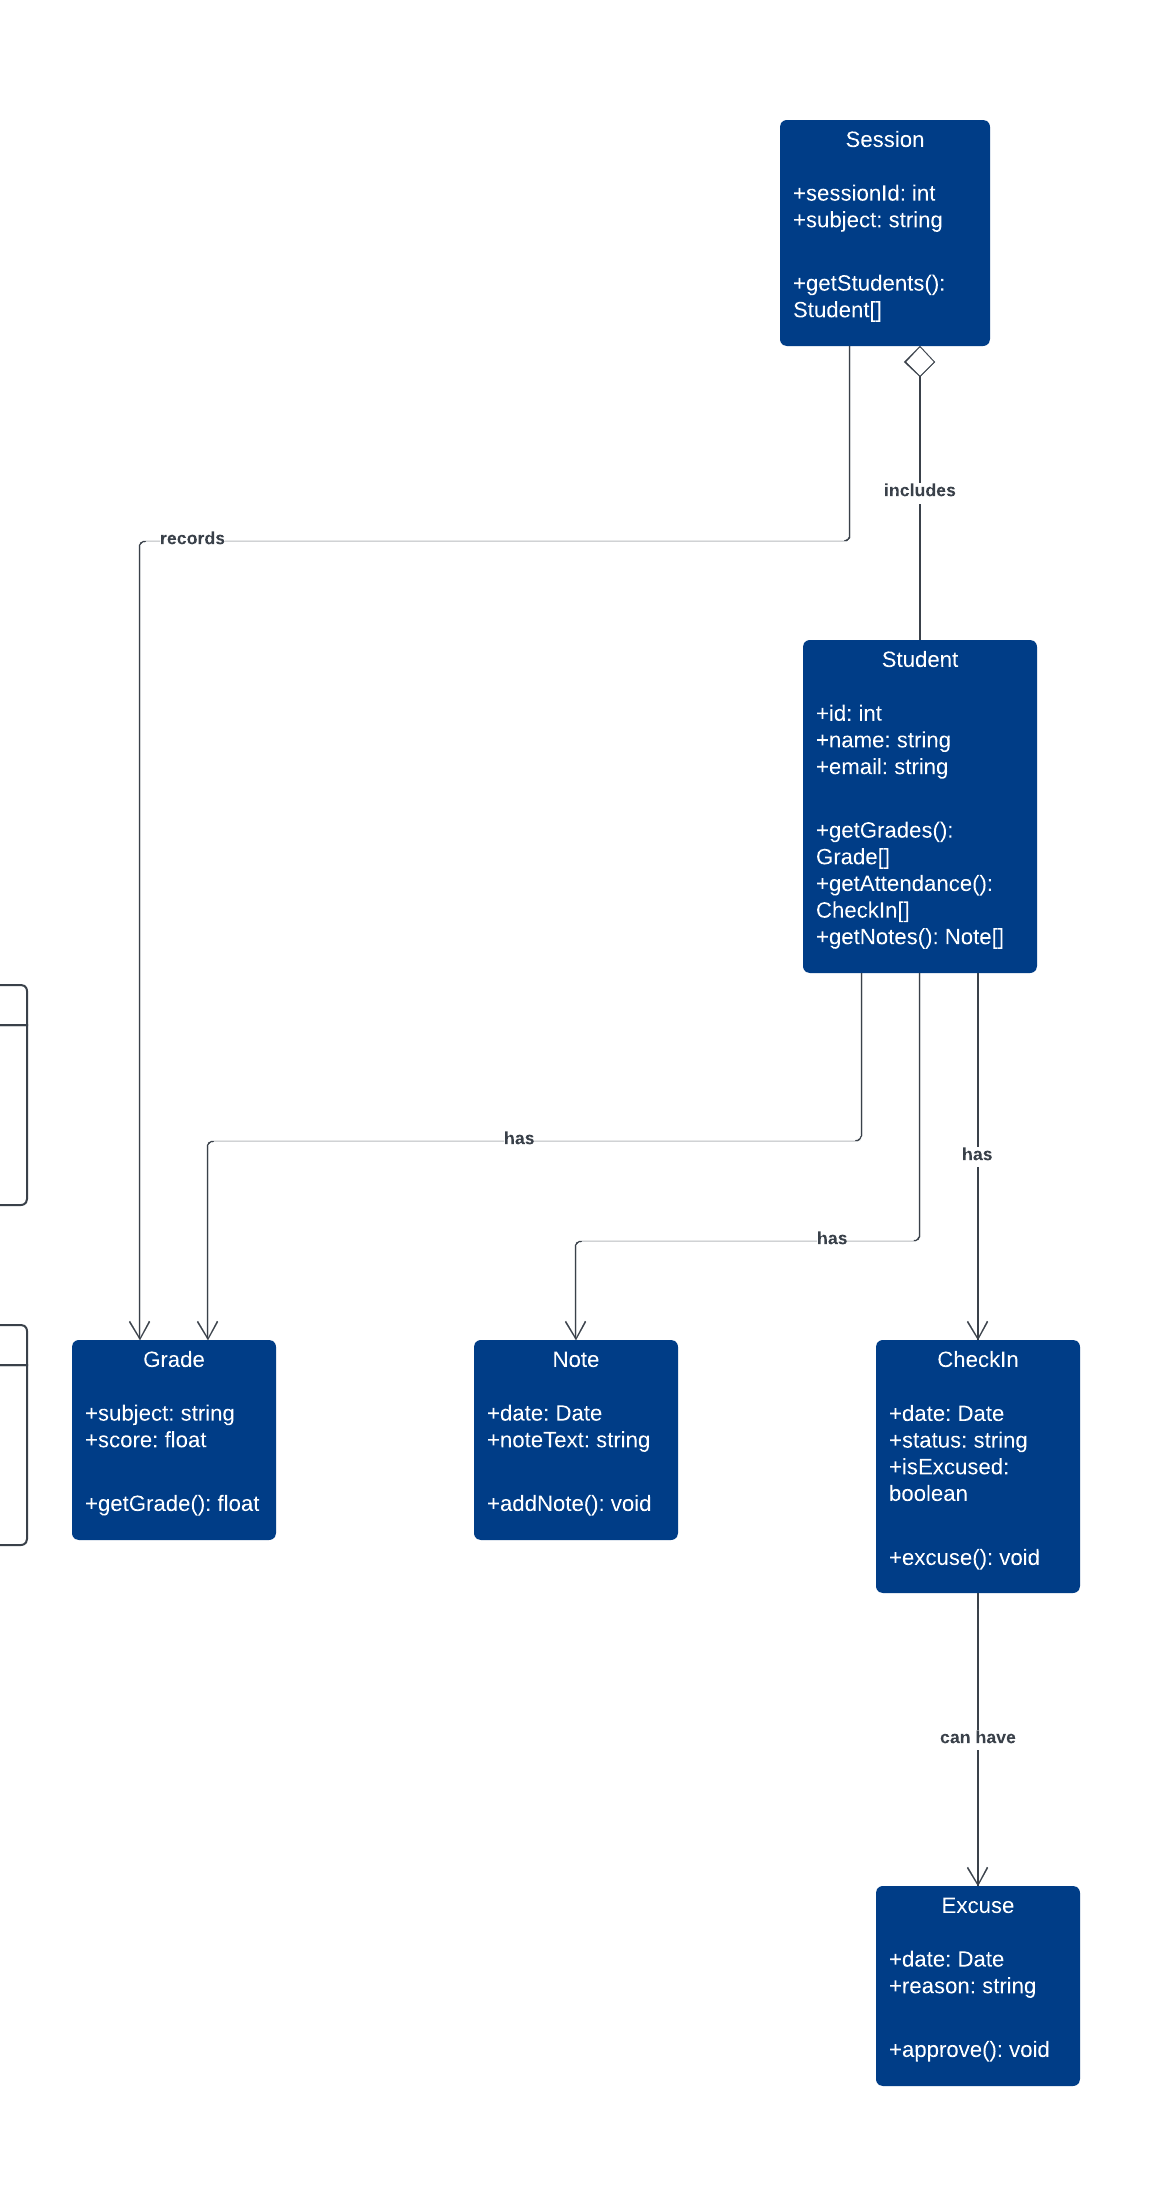 Session
+sessionId: int
+subject: string
+getStudents():
Student[]
includes
records
Student
+id: int
+name: string
+email: string
+getGrades():
Grade[]
+getAttendance():
CheckIn[]
+getNotes(): Note[]
has
has
has
Grade
+subject: string
+score: float
+getGrade(): float
Note
+date: Date
+noteText: string
+addNote(): void
CheckIn
+date: Date
+status: string
+isExcused:
boolean
+excuse(): void
can have
Excuse
+date: Date
+reason: string
+approve(): void